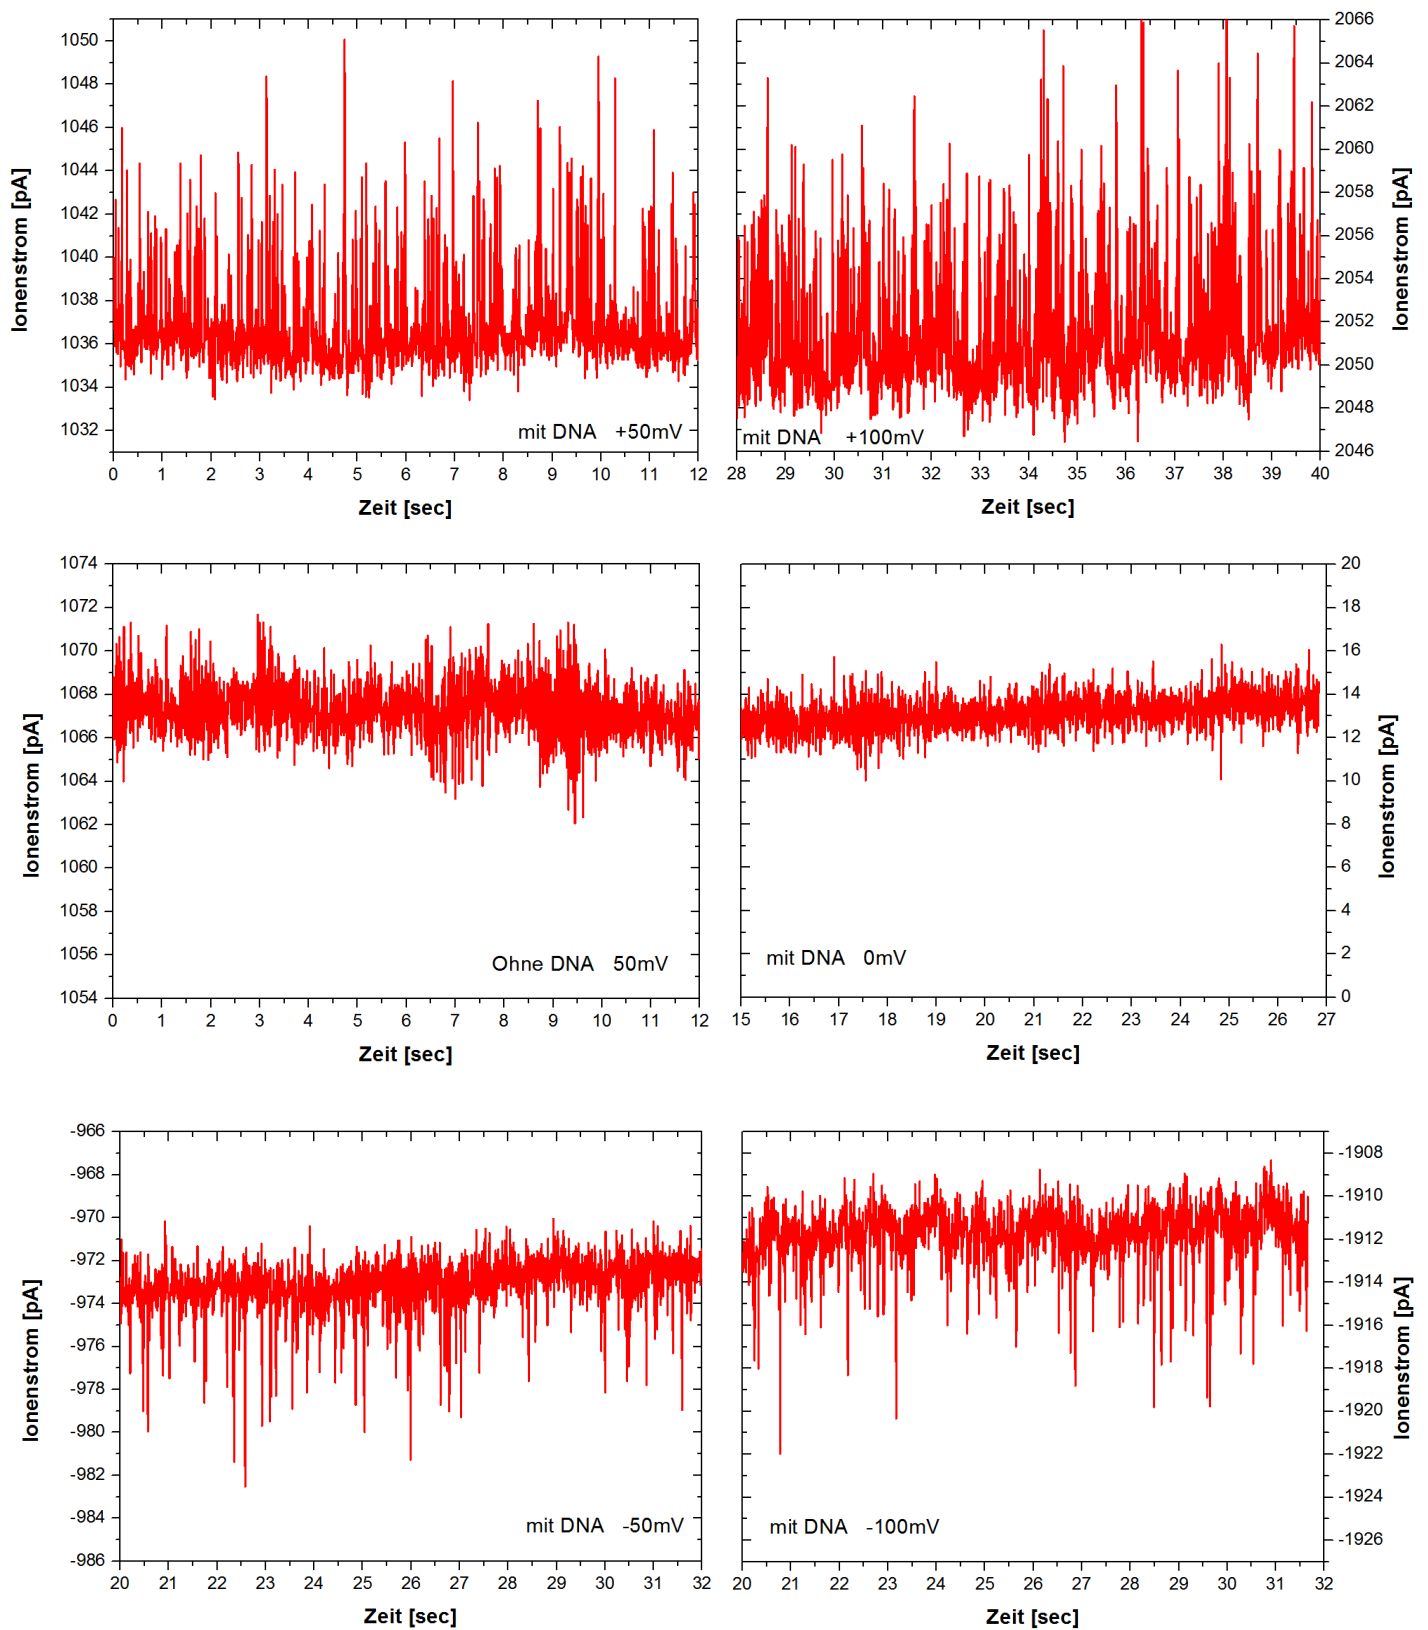 Ionenstrom [pA]
1050
1048
1046
1044
1042
1040
1038
1036
1034
1032
mit DNA +50mV
0 1 2 3 4 5 6 7 8 9 10 11 12
Zeit [sec]
2066
2064
2062
2060
2058
2056
2054
2052
2050
2048
2046
Ionenstrom [pA]
mit DNA +100mV
28 29 30 31 32 33 34 35 36 37 38 39 40
Zeit [sec]
Ionenstrom [pA]
1074
1072
1070
1068
1066
1064
1062
1060
1058
1056
1054
Ohne DNA 50mV
0 1 2 3 4 5 6 7 8 9 10 11 12
Zeit [sec]
20
18
16
14
12
10
8
6
4
2
0
Ionenstrom [pA]
mit DNA 0mV
15 16 17 18 19 20 21 22 23 24 25 26 27
Zeit [sec]
Ionenstrom [pA]
-966
-968
-970
-972
-974
-976
-978
-980
-982
-984
-986
mit DNA -50mV
20 21 22 23 24 25 26 27 28 29 30 31 32
Zeit [sec]
-1908
-1910
-1912
-1914
-1916
-1918
-1920
-1922
-1924
-1926
Ionenstrom [pA]
mit DNA -100mV
20 21 22 23 24 25 26 27 28 29 30 31 32
Zeit [sec]